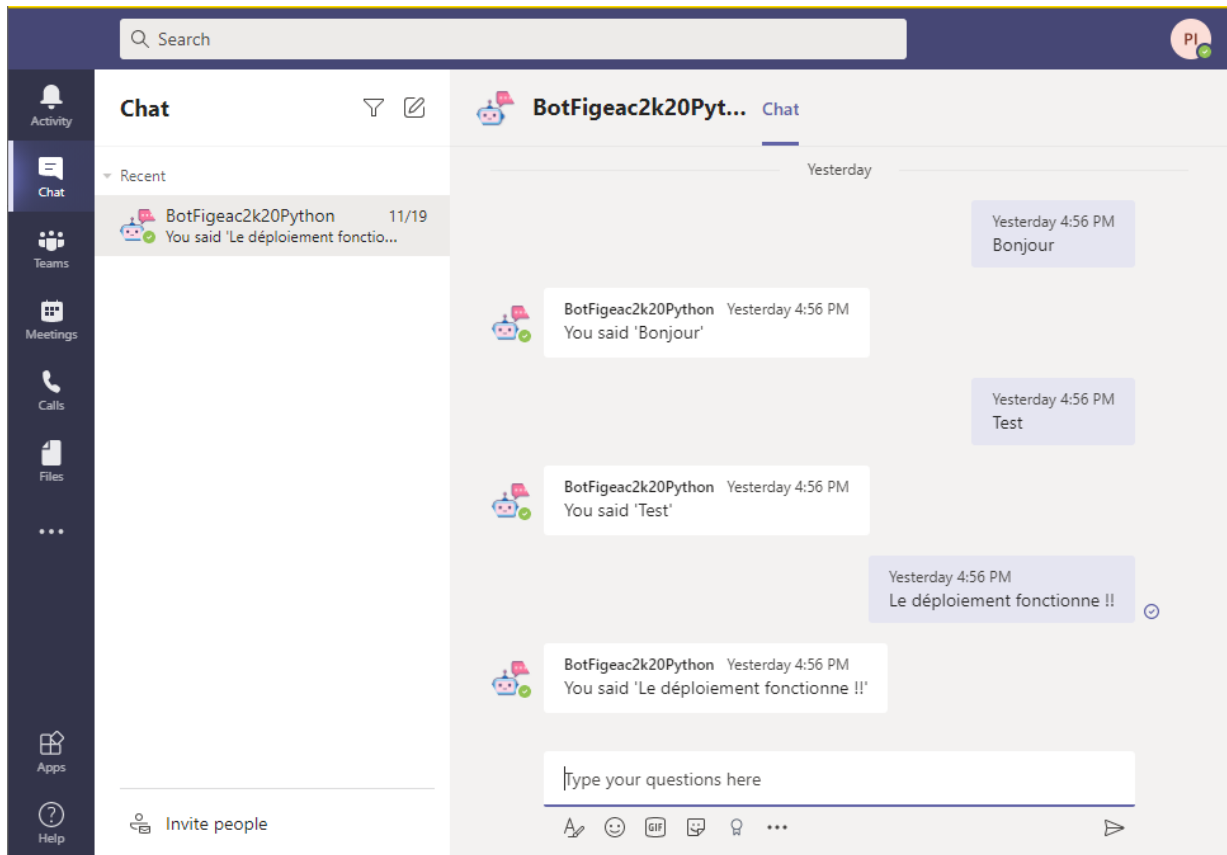 Search
PI
Activity
Chat
Teams
Meetings
Calls
Files
Apps
Help
Chat
Recent
BotFigeac2k20Python 11/19
You said 'Le déploiement fonctio...
Invite people
BotFigeac2k20Pyt... Chat
Yesterday
Yesterday 4:56 PM
Bonjour
BotFigeac2k20Python Yesterday 4:56 PM
You said 'Bonjour'
Yesterday 4:56 PM
Test
BotFigeac2k20Python Yesterday 4:56 PM
You said 'Test'
Yesterday 4:56 PM
Le déploiement fonctionne !!
BotFigeac2k20Python Yesterday 4:56 PM
You said 'Le déploiement fonctionne !!'
Type your questions here
GIF